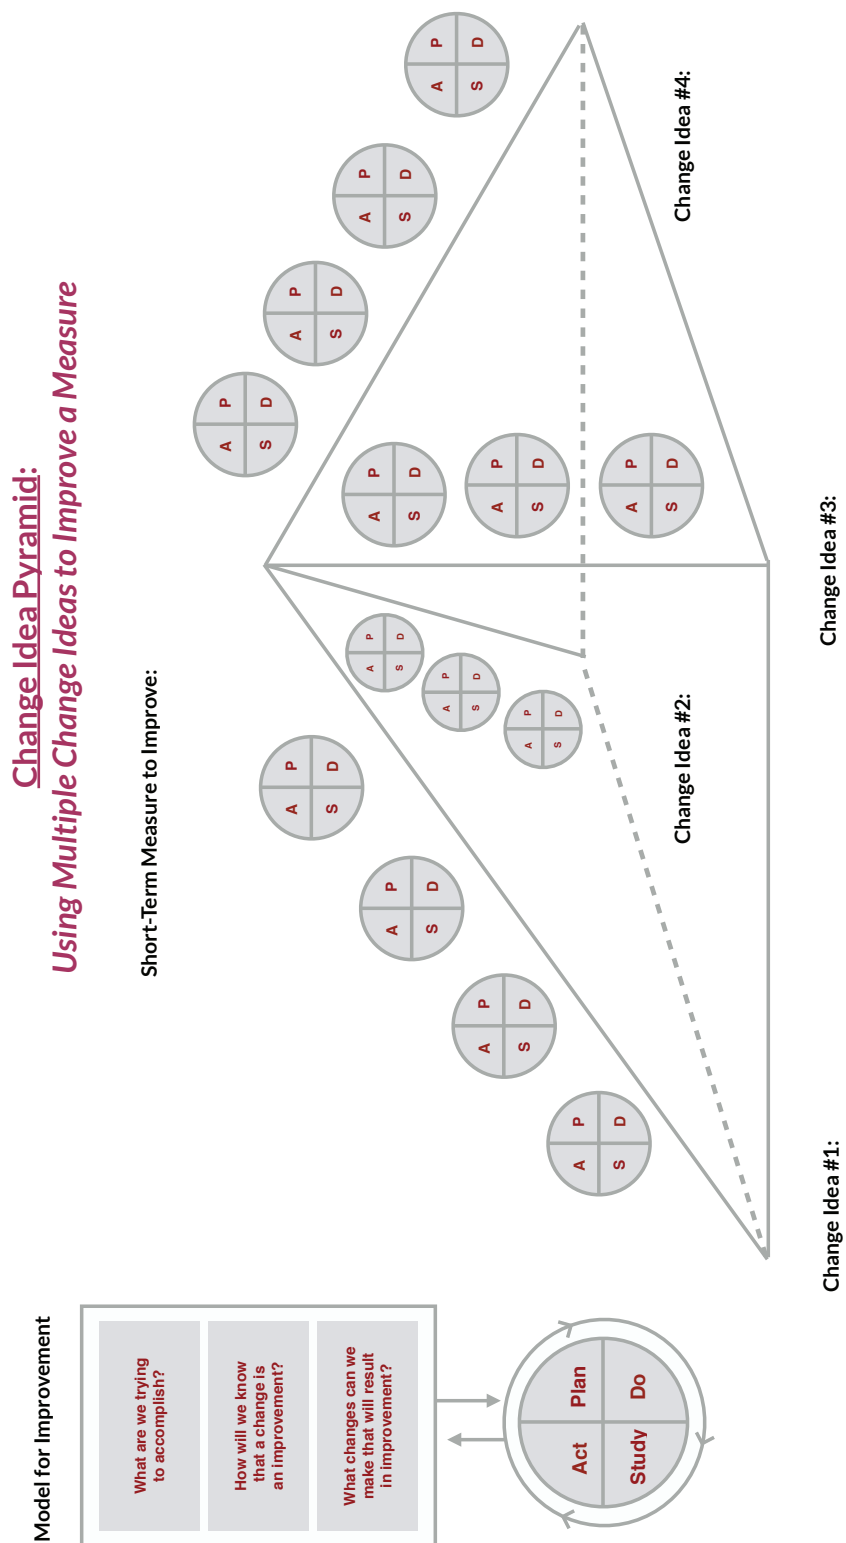 Change Idea Pyramid:
Using Multiple Change Ideas to Improve a Measure
Model for Improvement
What are we trying
to accomplish?
How will we know
that a change is
an improvement?
What changes can we
make that will result
in improvement?
Act Plan
Study Do
Short-Term Measure to Improve:
A P
S D
A P
S D
A P
S D
A P
S D
A P
S D
A P
S D
A P
S D
A P
S D
A P
S D
A P
S D
A P
S D
A P
S D
A P
S D
A P
S D
Change Idea #1:
Change Idea #2:
Change Idea #3:
Change Idea #4: